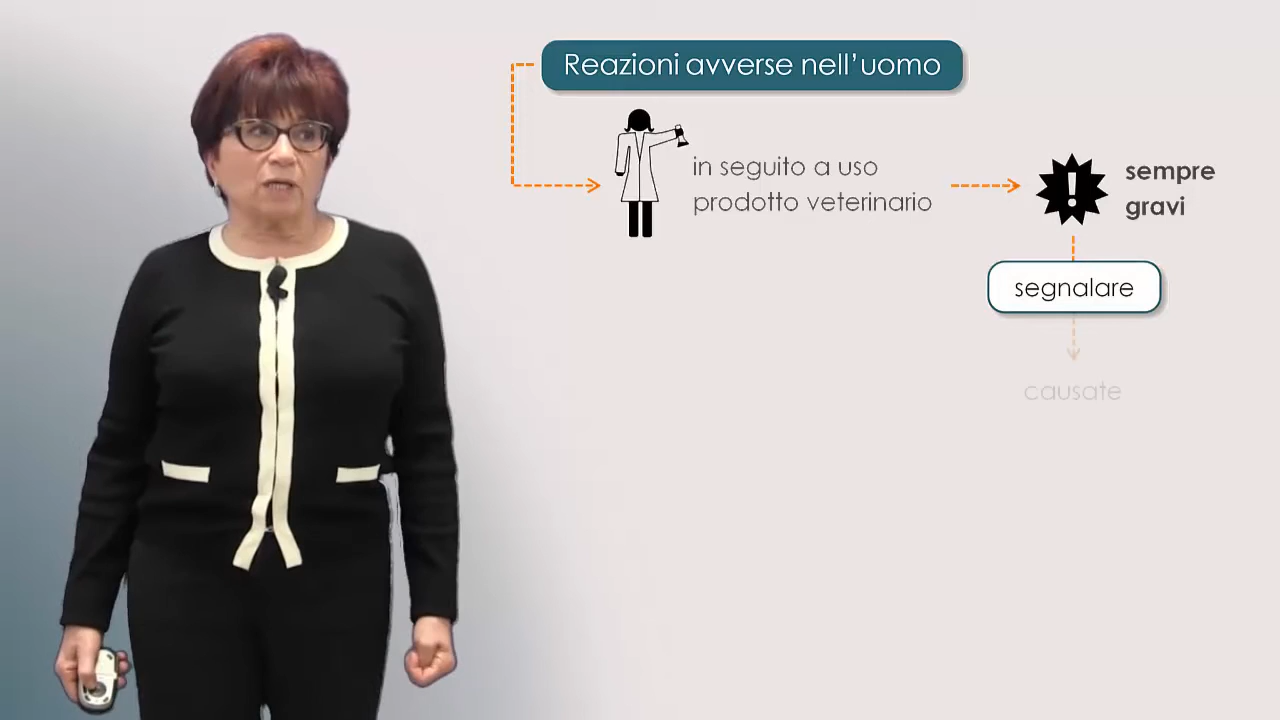 Reazioni avverse nell'uomo
in seguito a uso
prodotto veterinario
sempre
gravi
segnalare
causate